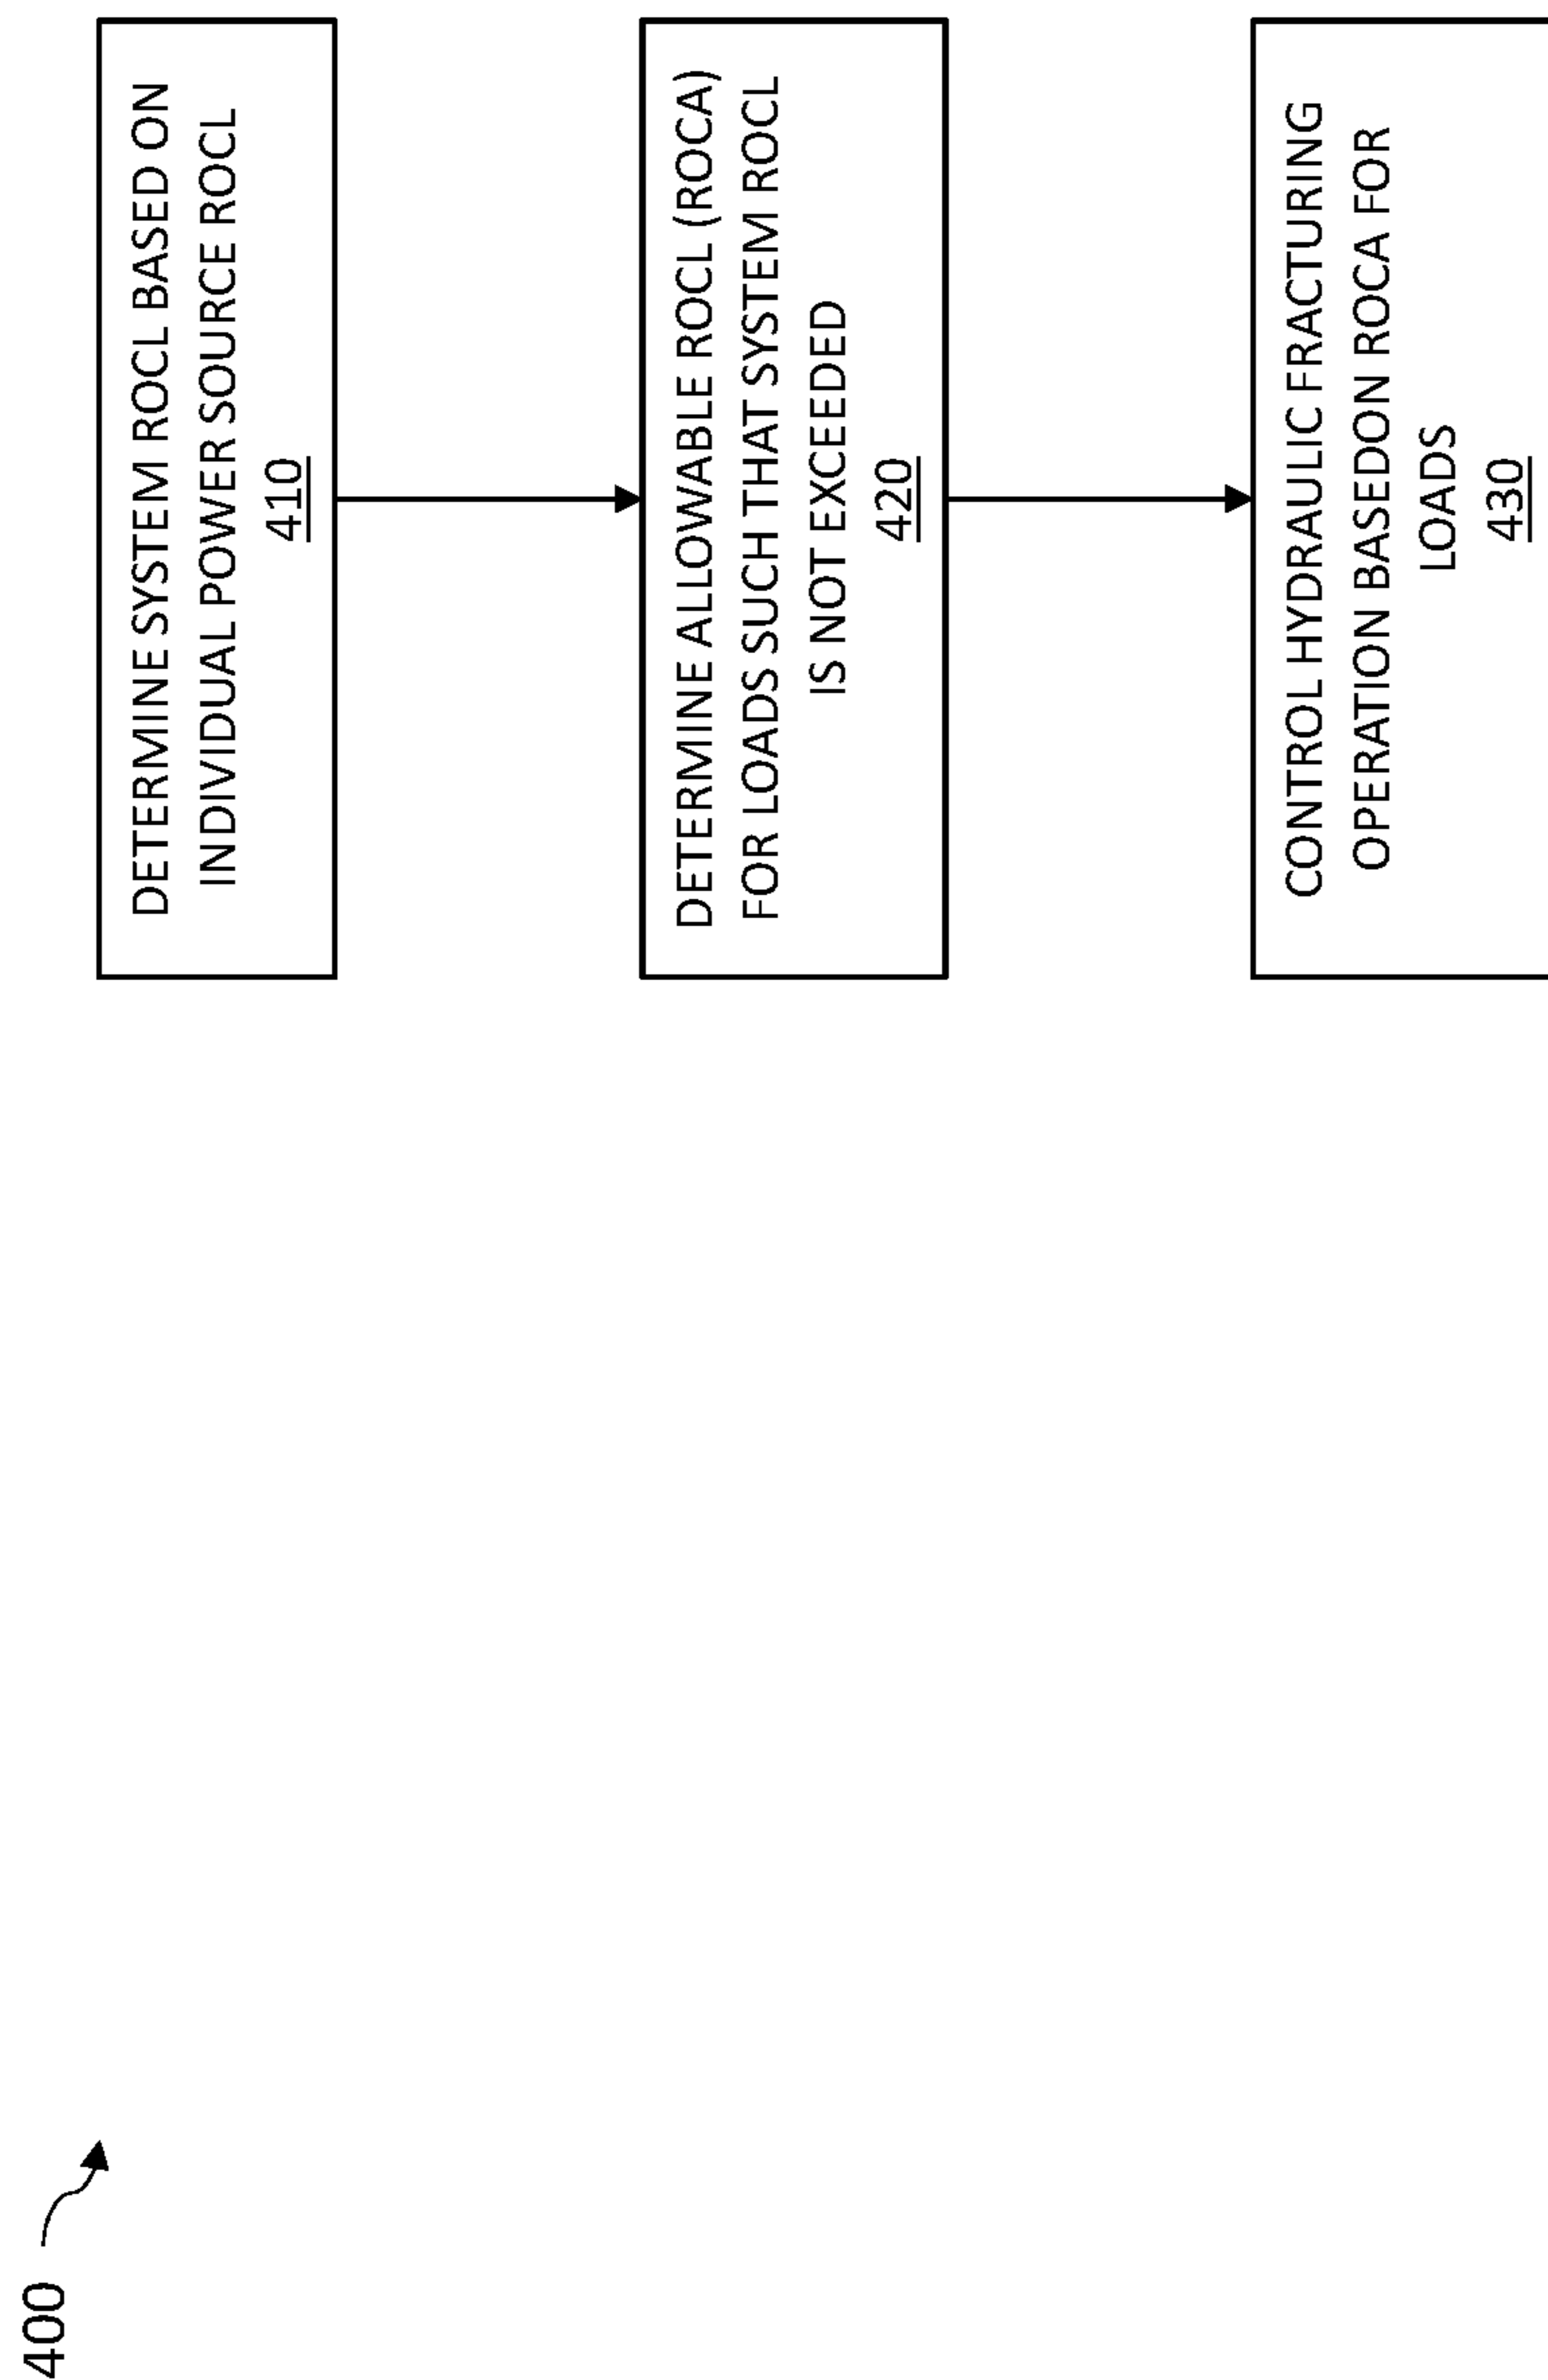 400
DETERMINE SYSTEM ROCL BASED ON
INDIVIDUAL POWER SOURCE ROCL
410
DETERMINE ALLOWABLE ROCL (ROCA)
FOR LOADS SUCH THAT SYSTEM ROCL
IS NOT EXCEEDED
420
CONTROL HYDRAULIC FRACTURING
OPERATION BASEDON ROCA FOR
LOADS
430